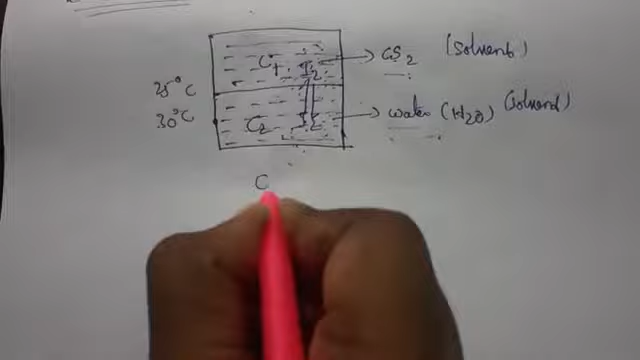 C₁ I₂ → CS₂ (Solvent)
25°C
30°C C₂ I₂ → water (H₂O) (Solvent)
C